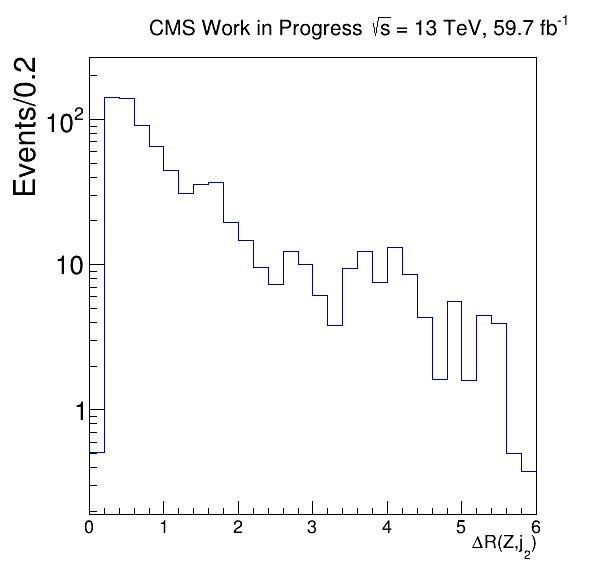 CMS Work in Progress √s = 13 TeV, 59.7 fb⁻¹
Events/0.2
10²
10
1
0 1 2 3 4 5 6
ΔR(Z,j₂)